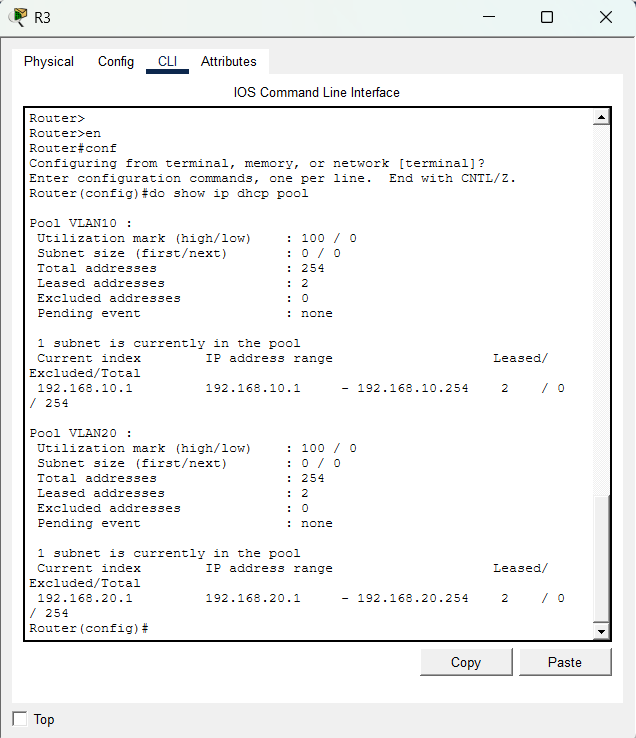 R3
Physical Config CLI Attributes
IOS Command Line Interface
Router>
Router>en
Router#conf
Configuring from terminal, memory, or network [terminal]?
Enter configuration commands, one per line.  End with CNTL/Z.
Router(config)#do show ip dhcp pool

Pool VLAN10 :
 Utilization mark (high/low)    : 100 / 0
 Subnet size (first/next)       : 0 / 0
 Total addresses                : 254
 Leased addresses               : 2
 Excluded addresses             : 0
 Pending event                  : none

 1 subnet is currently in the pool
 Current index        IP address range                    Leased/
Excluded/Total
 192.168.10.1         192.168.10.1     - 192.168.10.254    2    / 0
/ 254

Pool VLAN20 :
 Utilization mark (high/low)    : 100 / 0
 Subnet size (first/next)       : 0 / 0
 Total addresses                : 254
 Leased addresses               : 2
 Excluded addresses             : 0
 Pending event                  : none

 1 subnet is currently in the pool
 Current index        IP address range                    Leased/
Excluded/Total
 192.168.20.1         192.168.20.1     - 192.168.20.254    2    / 0
/ 254
Router(config)#
Copy Paste
Top